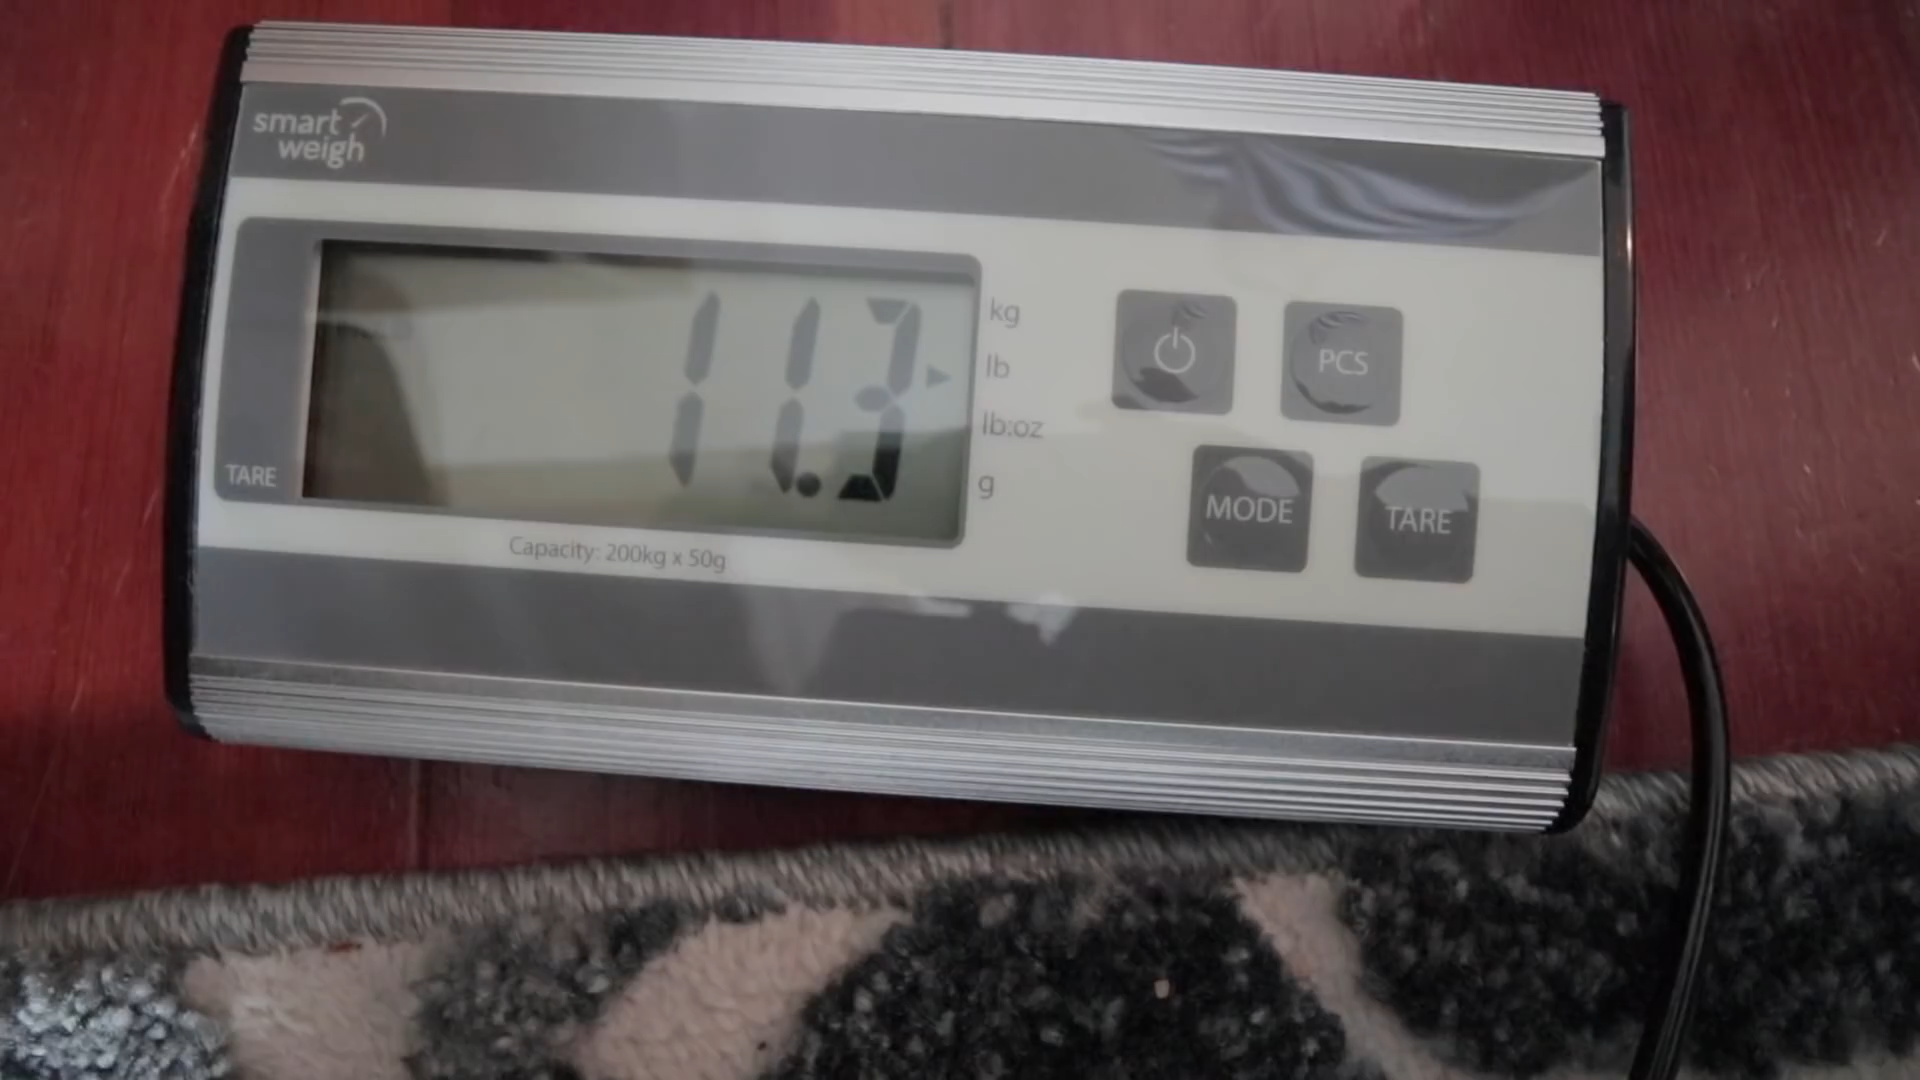 smart
weigh
11.3
kg
lb
lb:oz
g
TARE
Capacity: 200kg x 50g
PCS
MODE
TARE